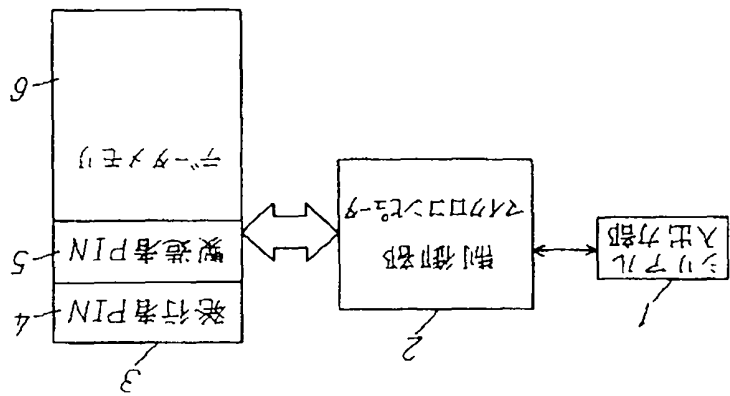 1
シリアル
入出力部
2
制御部
マイクロコンピュータ
3
発行者PIN
4
製造者PIN
5
データメモリ
6